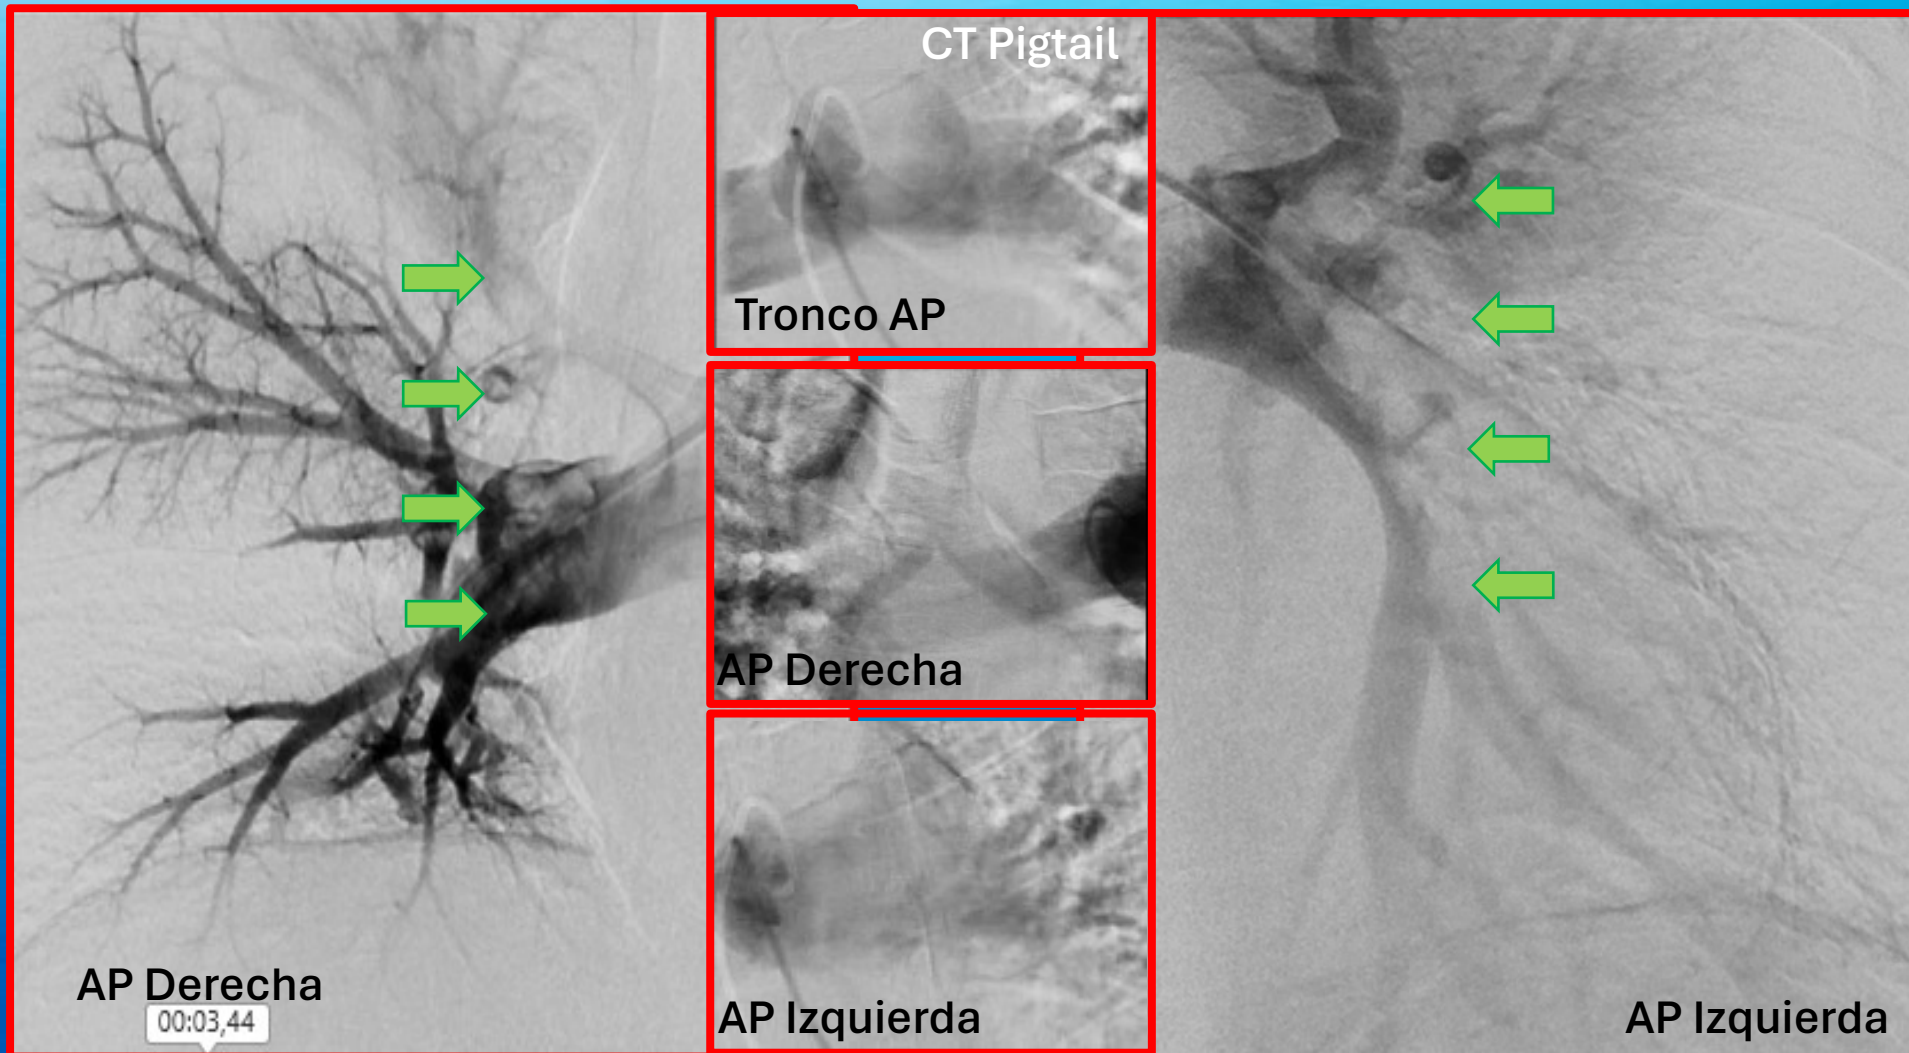 AP Derecha
00:03,44
CT Pigtail
Tronco AP
AP Derecha
AP Izquierda
AP Izquierda